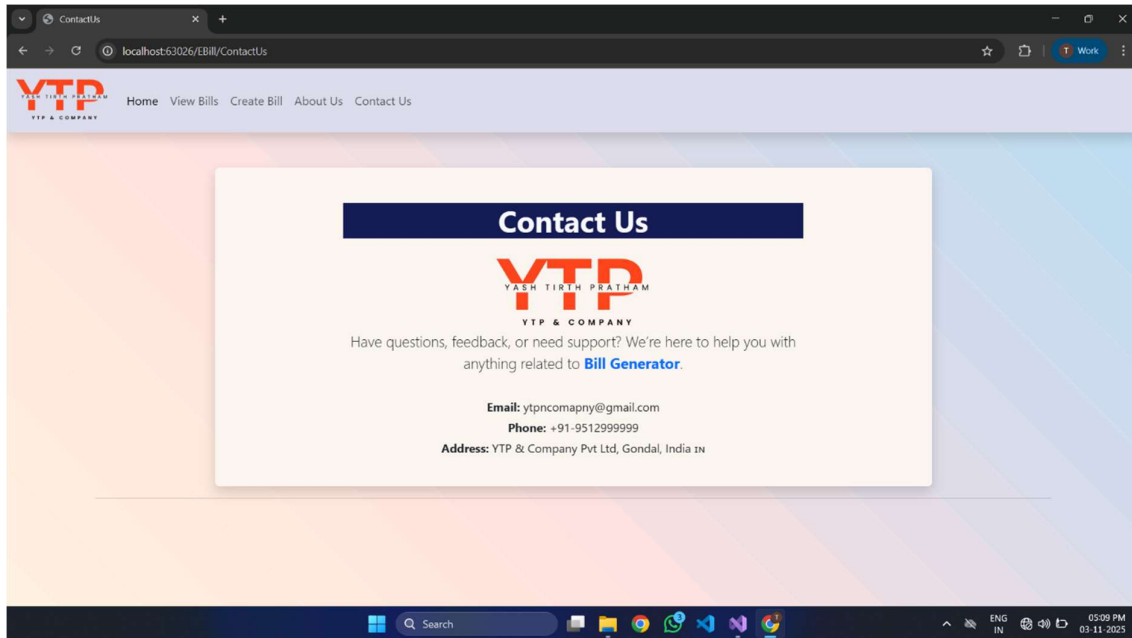 ContactUs
localhost:63026/EBill/ContactUs
T Work
YTP
YASH TIRTH PRATHAM
YTP & COMPANY
Home View Bills Create Bill About Us Contact Us
Contact Us
YTP
YASH TIRTH PRATHAM
YTP & COMPANY
Have questions, feedback, or need support? We’re here to help you with
anything related to Bill Generator.
Email: ytpncomapny@gmail.com
Phone: +91-9512999999
Address: YTP & Company Pvt Ltd, Gondal, India IN
Search
3
T
ENG
IN
05:09 PM
03-11-2025